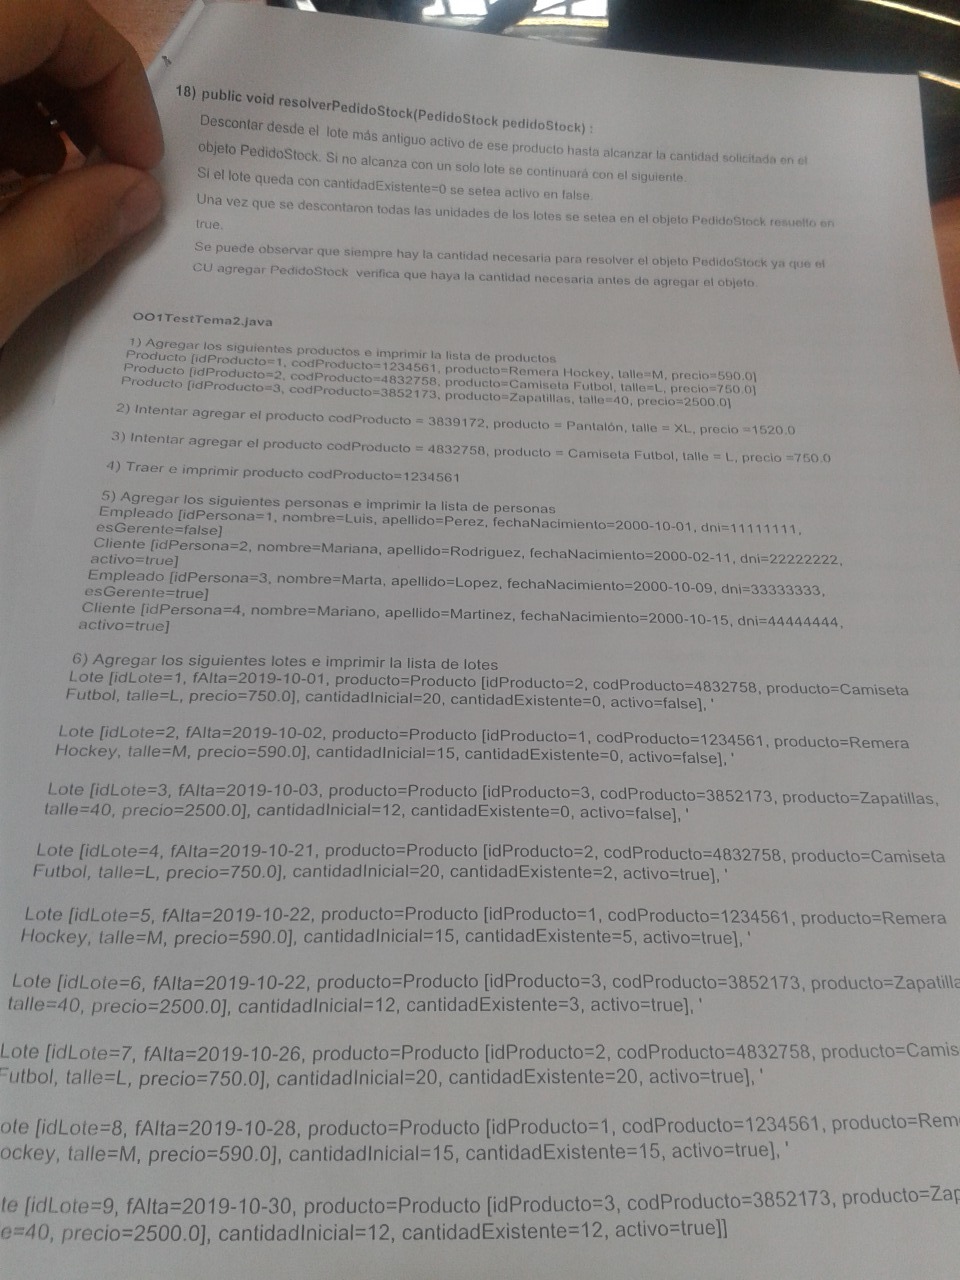 18) public void resolverPedidoStock(PedidoStock pedidoStock) :
Descontar desde el lote más antiguo activo de ese producto hasta alcanzar la cantidad solicitada en el
objeto PedidoStock. Si no alcanza con un solo lote se continuará con el siguiente.
Si el lote queda con cantidadExistente=0 se setea activo en false.
Una vez que se descontaron todas las unidades de los lotes se setea en el objeto PedidoStock resuelto en
true.
Se puede observar que siempre hay la cantidad necesaria para resolver el objeto PedidoStock ya que el
CU agregar PedidoStock verifica que haya la cantidad necesaria antes de agregar el objeto.
OO1TestTema2.java
1) Agregar los siguientes productos e imprimir la lista de productos
Producto [idProducto=1, codProducto=1234561, producto=Remera Hockey, talle=M, precio=590.0]
Producto [idProducto=2, codProducto=4832758, producto=Camiseta Futbol, talle=L, precio=750.0]
Producto [idProducto=3, codProducto=3852173, producto=Zapatillas, talle=40, precio=2500.0]
2) Intentar agregar el producto codProducto = 3839172, producto = Pantalón, talle = XL, precio =1520.0
3) Intentar agregar el producto codProducto = 4832758, producto = Camiseta Futbol, talle = L, precio =750.0
4) Traer e imprimir producto codProducto=1234561
5) Agregar los siguientes personas e imprimir la lista de personas
Empleado [idPersona=1, nombre=Luis, apellido=Perez, fechaNacimiento=2000-10-01, dni=11111111,
esGerente=false]
Cliente [idPersona=2, nombre=Mariana, apellido=Rodriguez, fechaNacimiento=2000-02-11, dni=22222222,
activo=true]
Empleado [idPersona=3, nombre=Marta, apellido=Lopez, fechaNacimiento=2000-10-09, dni=33333333,
esGerente=true]
Cliente [idPersona=4, nombre=Mariano, apellido=Martinez, fechaNacimiento=2000-10-15, dni=44444444,
activo=true]
6) Agregar los siguientes lotes e imprimir la lista de lotes
Lote [idLote=1, fAlta=2019-10-01, producto=Producto [idProducto=2, codProducto=4832758, producto=Camiseta
Futbol, talle=L, precio=750.0], cantidadInicial=20, cantidadExistente=0, activo=false], '
Lote [idLote=2, fAlta=2019-10-02, producto=Producto [idProducto=1, codProducto=1234561, producto=Remera
Hockey, talle=M, precio=590.0], cantidadInicial=15, cantidadExistente=0, activo=false], '
Lote [idLote=3, fAlta=2019-10-03, producto=Producto [idProducto=3, codProducto=3852173, producto=Zapatillas,
talle=40, precio=2500.0], cantidadInicial=12, cantidadExistente=0, activo=false], '
Lote [idLote=4, fAlta=2019-10-21, producto=Producto [idProducto=2, codProducto=4832758, producto=Camiseta
Futbol, talle=L, precio=750.0], cantidadInicial=20, cantidadExistente=2, activo=true], '
Lote [idLote=5, fAlta=2019-10-22, producto=Producto [idProducto=1, codProducto=1234561, producto=Remera
Hockey, talle=M, precio=590.0], cantidadInicial=15, cantidadExistente=5, activo=true], '
Lote [idLote=6, fAlta=2019-10-22, producto=Producto [idProducto=3, codProducto=3852173, producto=Zapatilla
talle=40, precio=2500.0], cantidadInicial=12, cantidadExistente=3, activo=true], '
Lote [idLote=7, fAlta=2019-10-26, producto=Producto [idProducto=2, codProducto=4832758, producto=Camis
Futbol, talle=L, precio=750.0], cantidadInicial=20, cantidadExistente=20, activo=true], '
ote [idLote=8, fAlta=2019-10-28, producto=Producto [idProducto=1, codProducto=1234561, producto=Rem
ockey, talle=M, precio=590.0], cantidadInicial=15, cantidadExistente=15, activo=true], '
te [idLote=9, fAlta=2019-10-30, producto=Producto [idProducto=3, codProducto=3852173, producto=Zap
e=40, precio=2500.0], cantidadInicial=12, cantidadExistente=12, activo=true]]